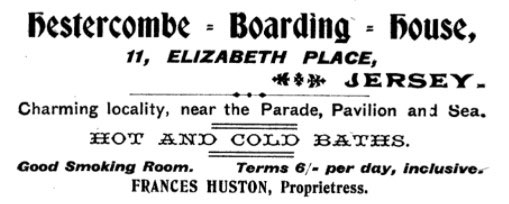 Hestercombe = Boarding = House,
11, ELIZABETH PLACE,
JERSEY.
Charming locality, near the Parade, Pavilion and Sea.
HOT AND COLD BATHS.
Good Smoking Room. Terms 6/- per day, inclusive.
FRANCES HUSTON, Proprietress.